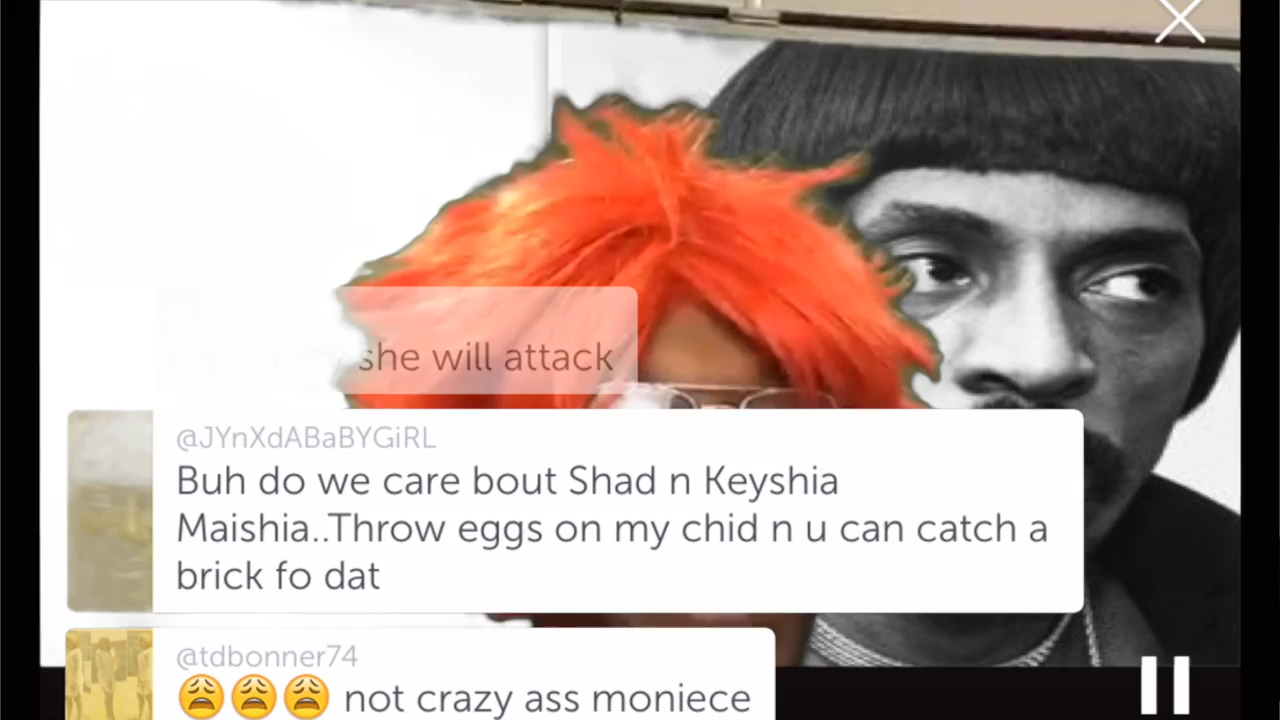 she will attack
@JYnXdABaBYGiRL
Buh do we care bout Shad n Keyshia
Maishia..Throw eggs on my chid n u can catch a
brick fo dat
@tdbonner74
😩😩😩 not crazy ass moniece